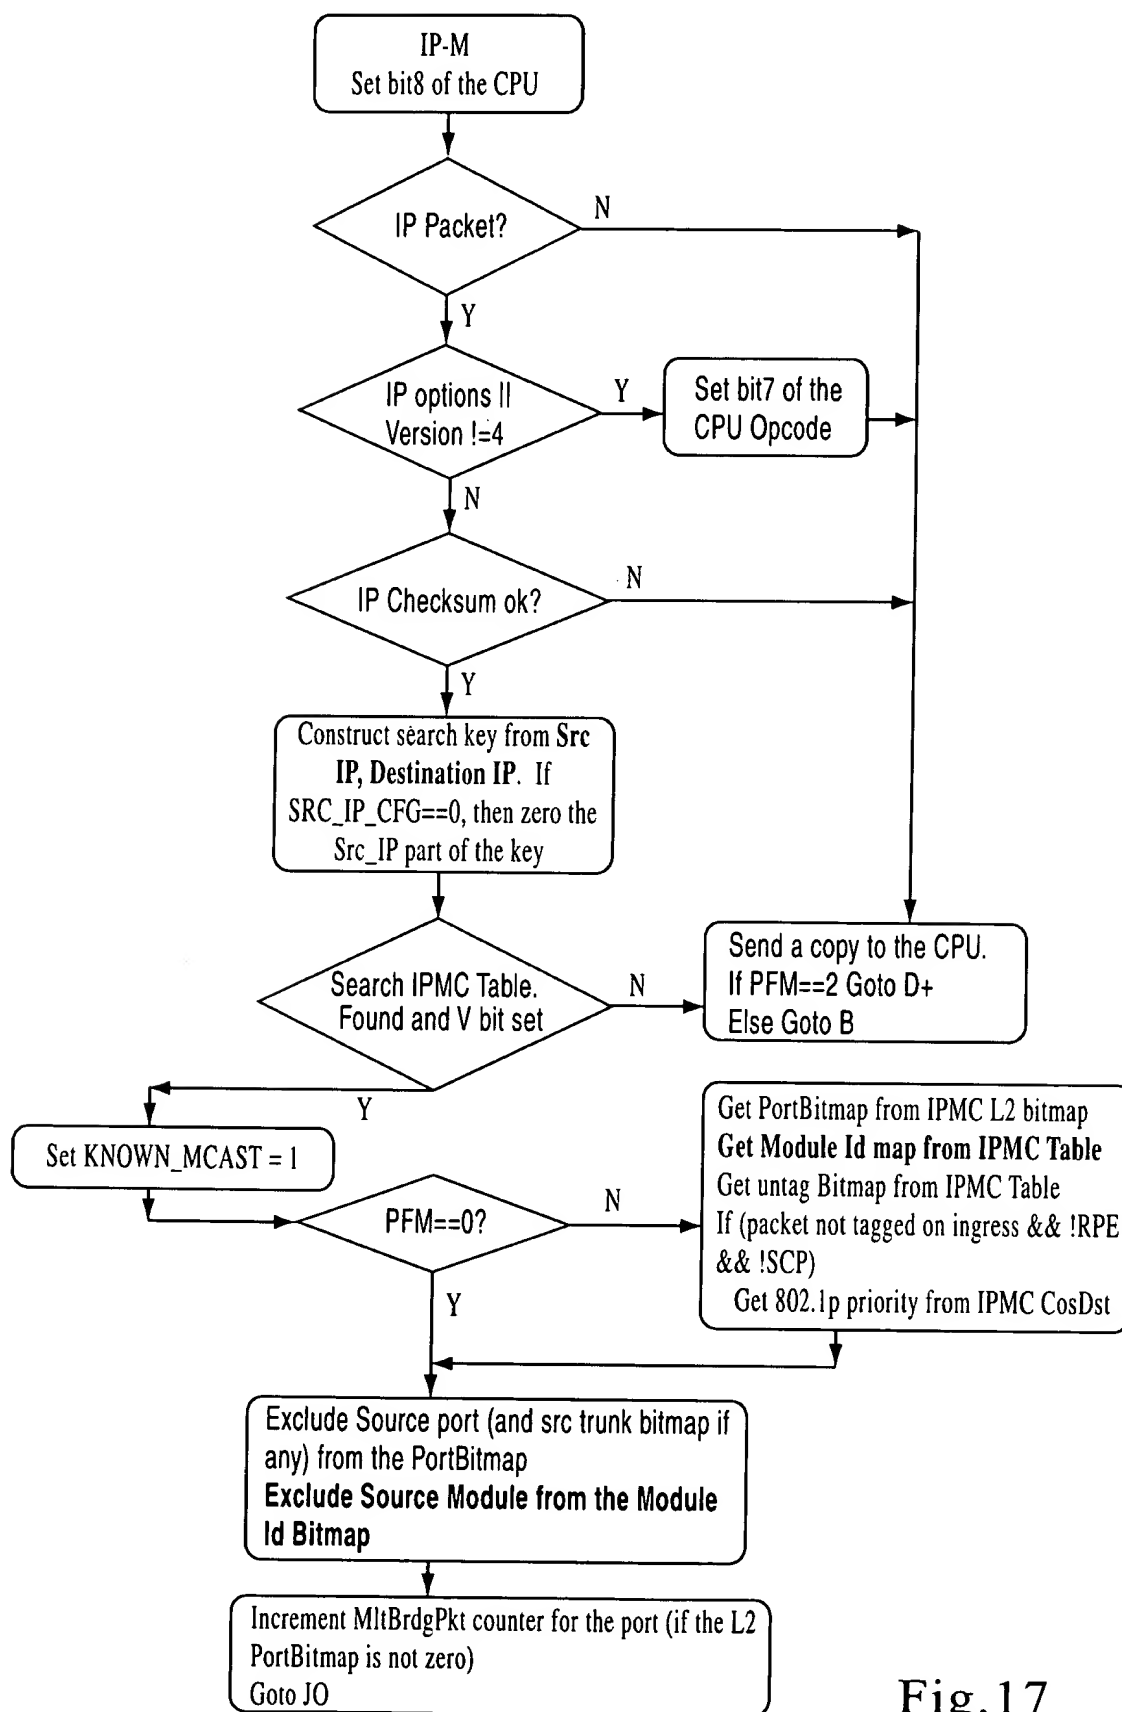 IP-M
Set bit8 of the CPU
IP Packet?
N
Y
IP options ||
Version !=4
Y
Set bit7 of the
CPU Opcode
N
IP Checksum ok?
N
Y
Construct search key from Src
IP, Destination IP. If
SRC_IP_CFG==0, then zero the
Src_IP part of the key
Search IPMC Table.
Found and V bit set
N
Send a copy to the CPU.
If PFM==2 Goto D+
Else Goto B
Y
Set KNOWN_MCAST = 1
PFM==0?
N
Get PortBitmap from IPMC L2 bitmap
Get Module Id map from IPMC Table
Get untag Bitmap from IPMC Table
If (packet not tagged on ingress && !RPE
&& !SCP)
Get 802.1p priority from IPMC CosDst
Y
Exclude Source port (and src trunk bitmap if
any) from the PortBitmap
Exclude Source Module from the Module
Id Bitmap
Increment MltBrdgPkt counter for the port (if the L2
PortBitmap is not zero)
Goto JO
Fig.17